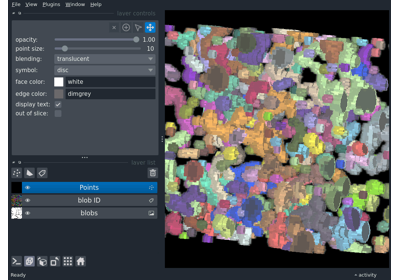 File View Plugins Window Help
layer controls
opacity: 1.00
point size: 10
blending: translucent
symbol: disc
face color: white
edge color: dimgrey
display text:
out of slice:
layer list
Points
blob ID
blobs
Ready
activity